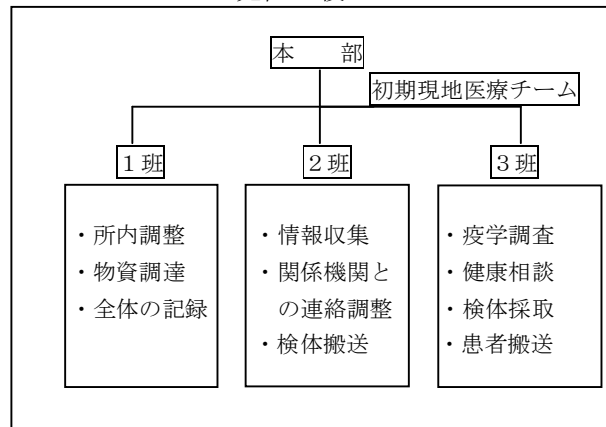 本　　部
初期現地医療チーム
１班
２班
３班
・所内調整
・物資調達
・全体の記録
・情報収集
・関係機関と
の連絡調整
・検体搬送
・疫学調査
・健康相談
・検体採取
・患者搬送